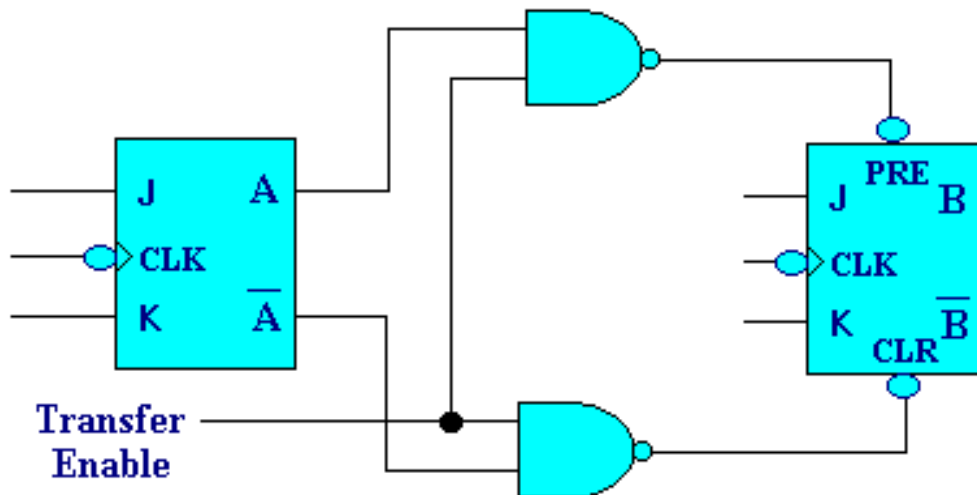 PRE
J A
J B
CLK
CLK
K A̅
K B̅
CLR
Transfer
Enable